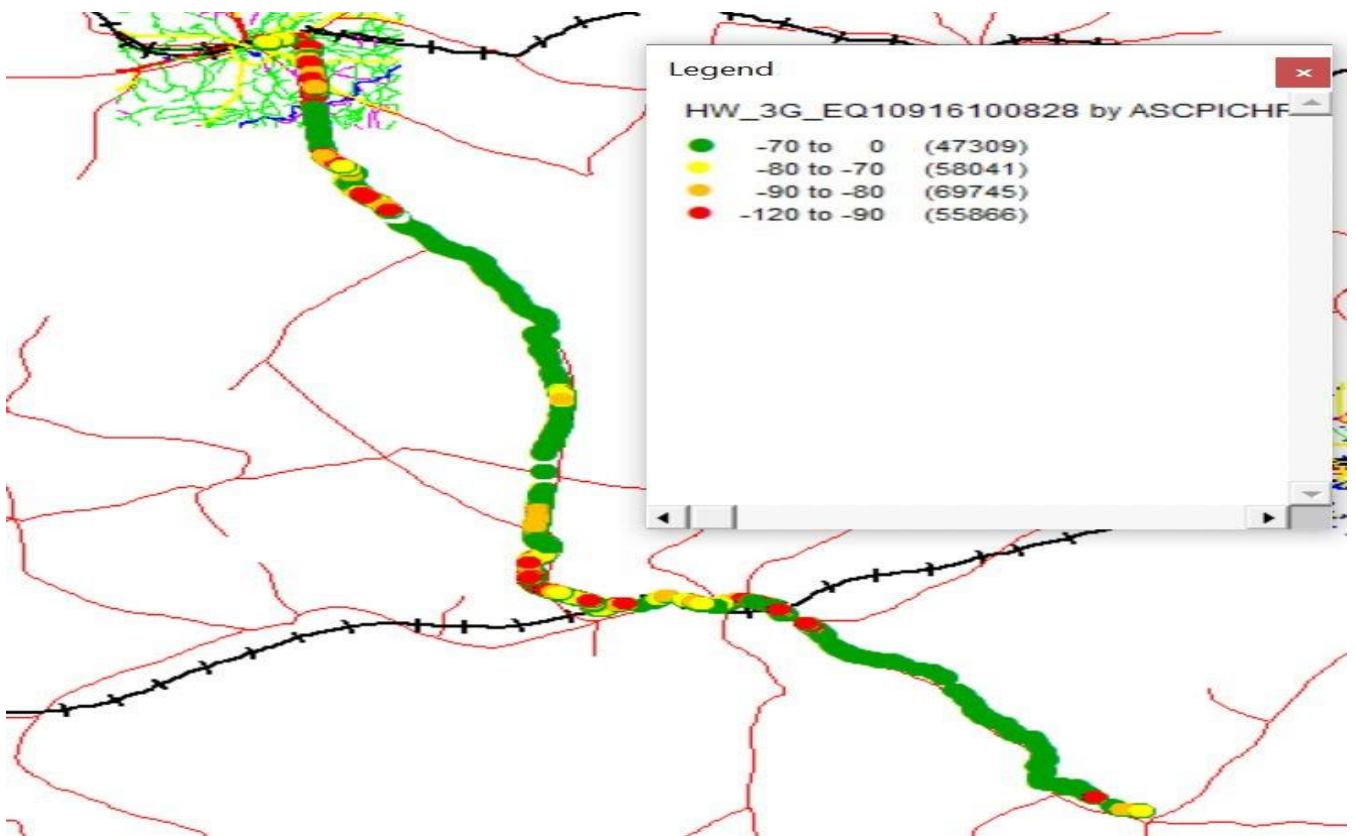 Legend
HW_3G_EQ10916100828 by ASCPICHF
-70 to 0 (47309)
-80 to -70 (58041)
-90 to -80 (69745)
-120 to -90 (55866)